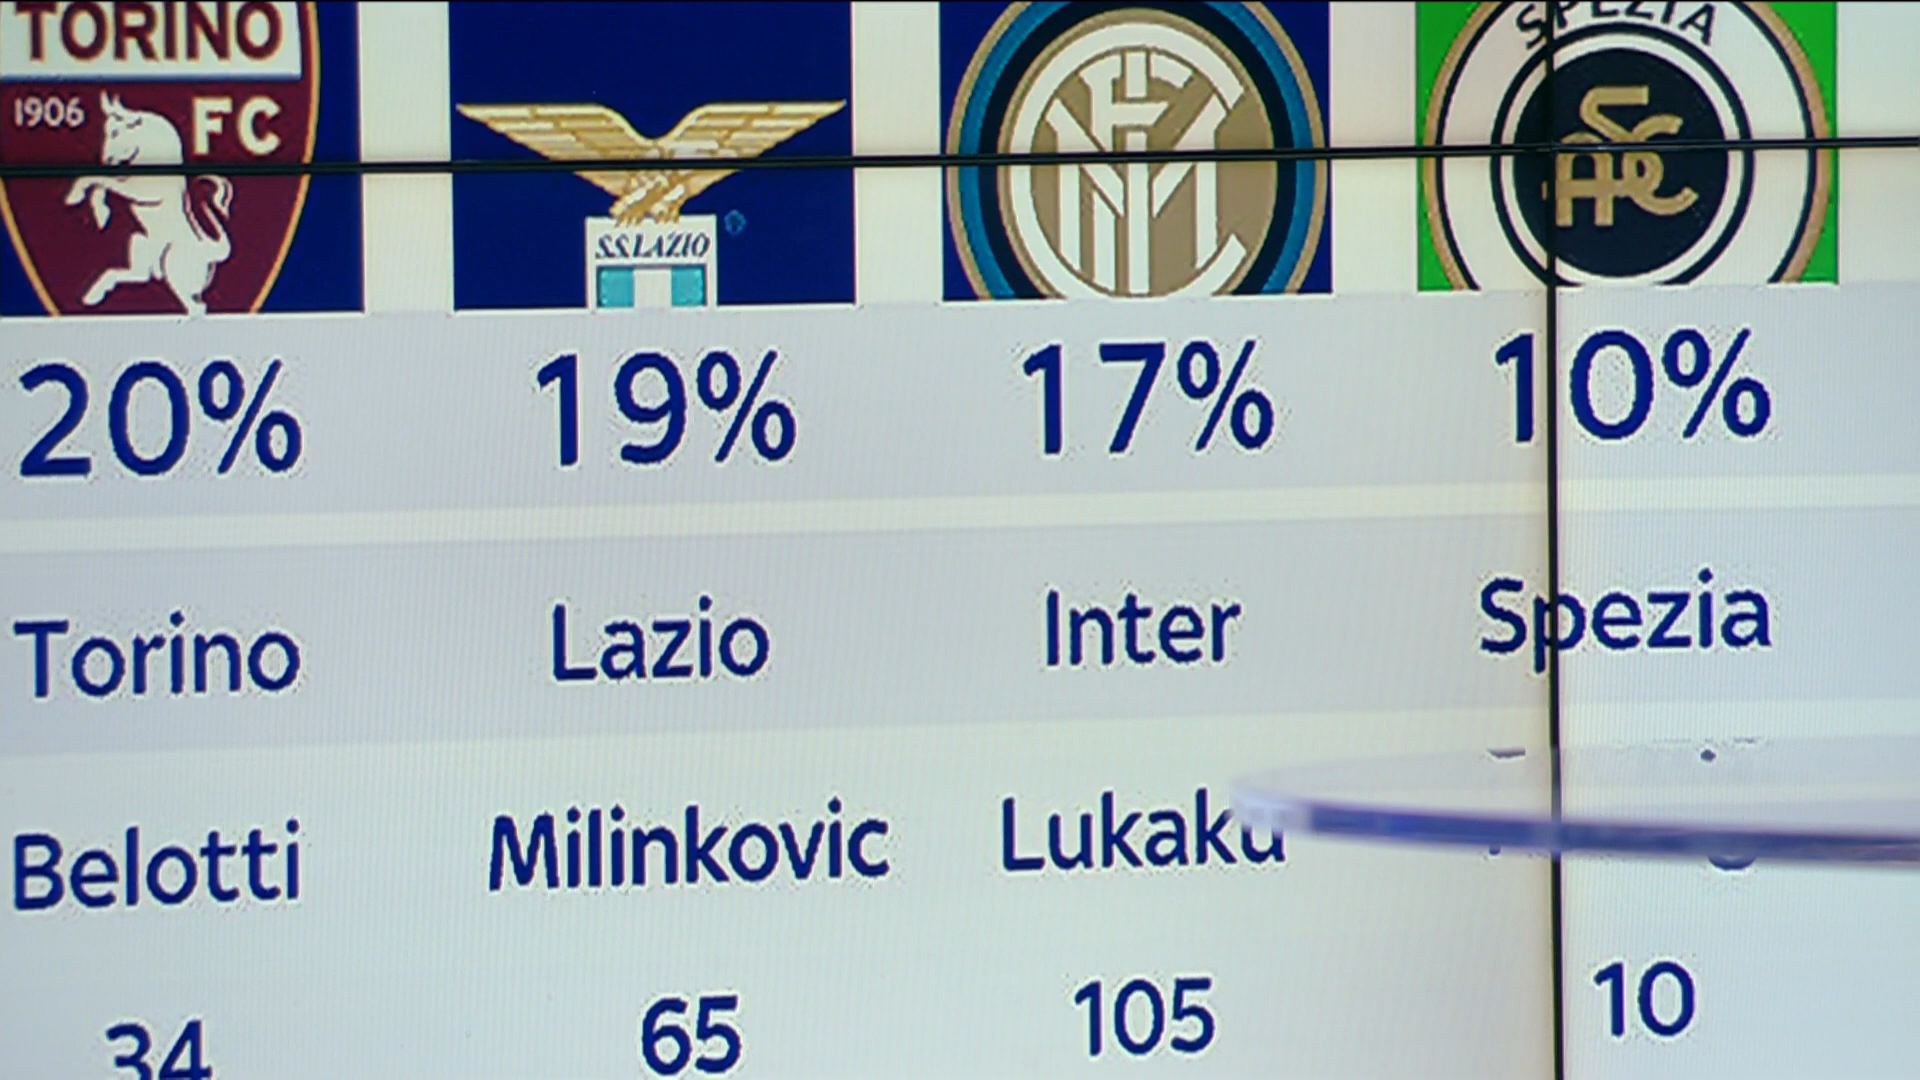 TORINO
1906 FC
S.S.LAZIO
SPEZIA
20% 19% 17% 10%
Torino Lazio Inter Spezia
Belotti Milinkovic Lukaku
34 65 105 10